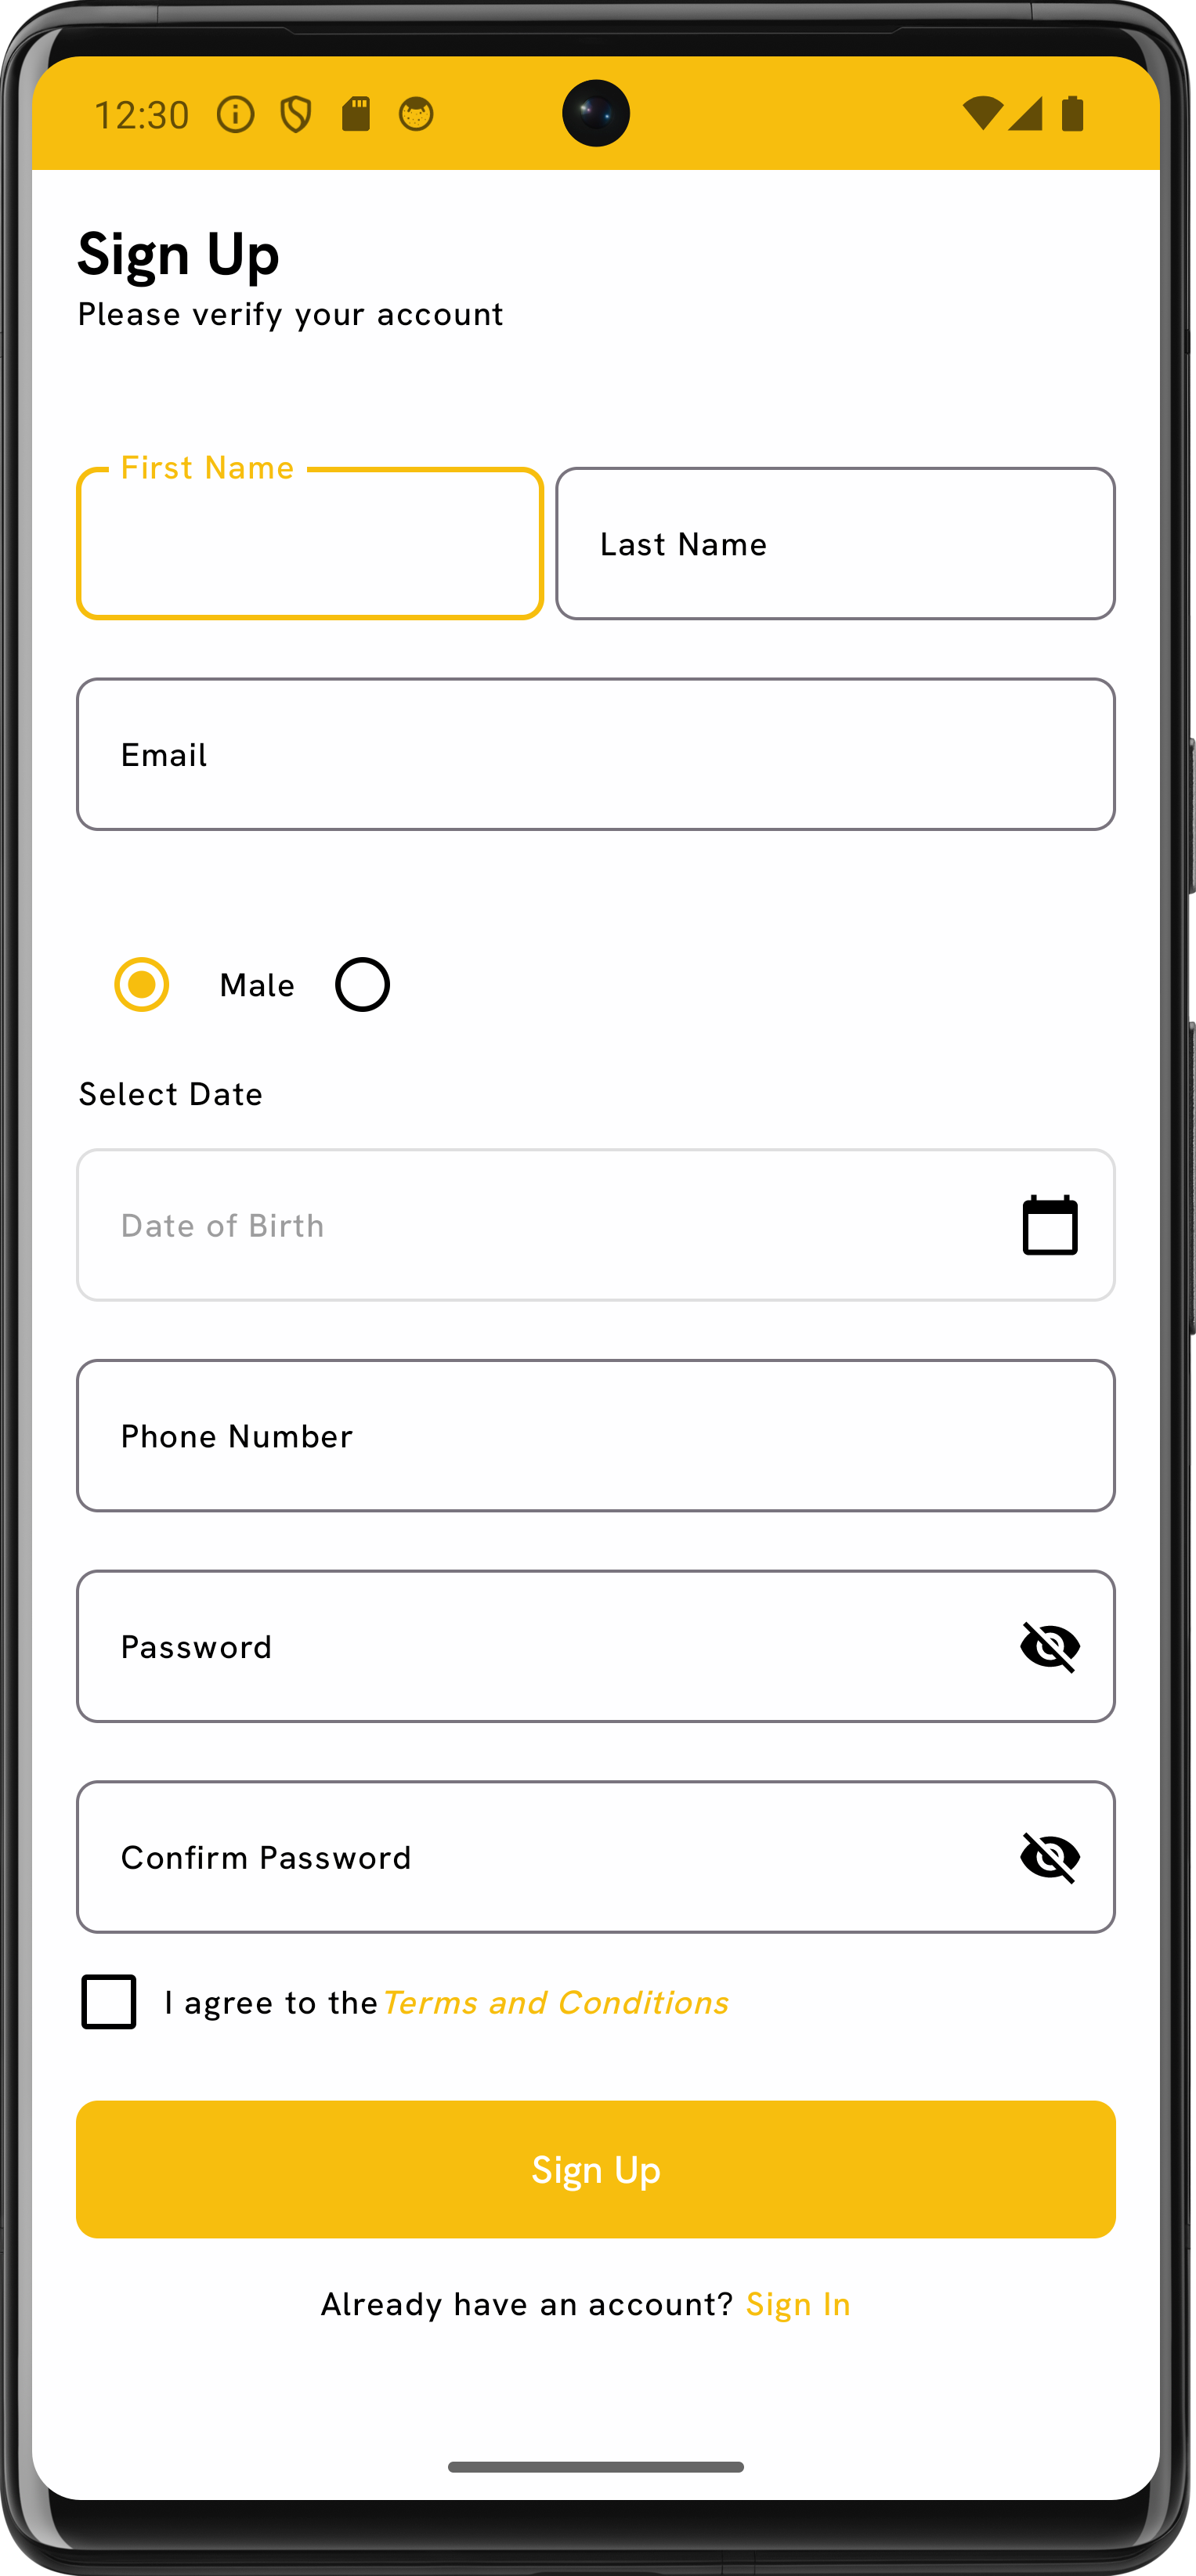 12:30
Sign Up
Please verify your account
First Name
Last Name
Email
Male
Select Date
Date of Birth
Phone Number
Password
Confirm Password
I agree to the Terms and Conditions
Sign Up
Already have an account? Sign In